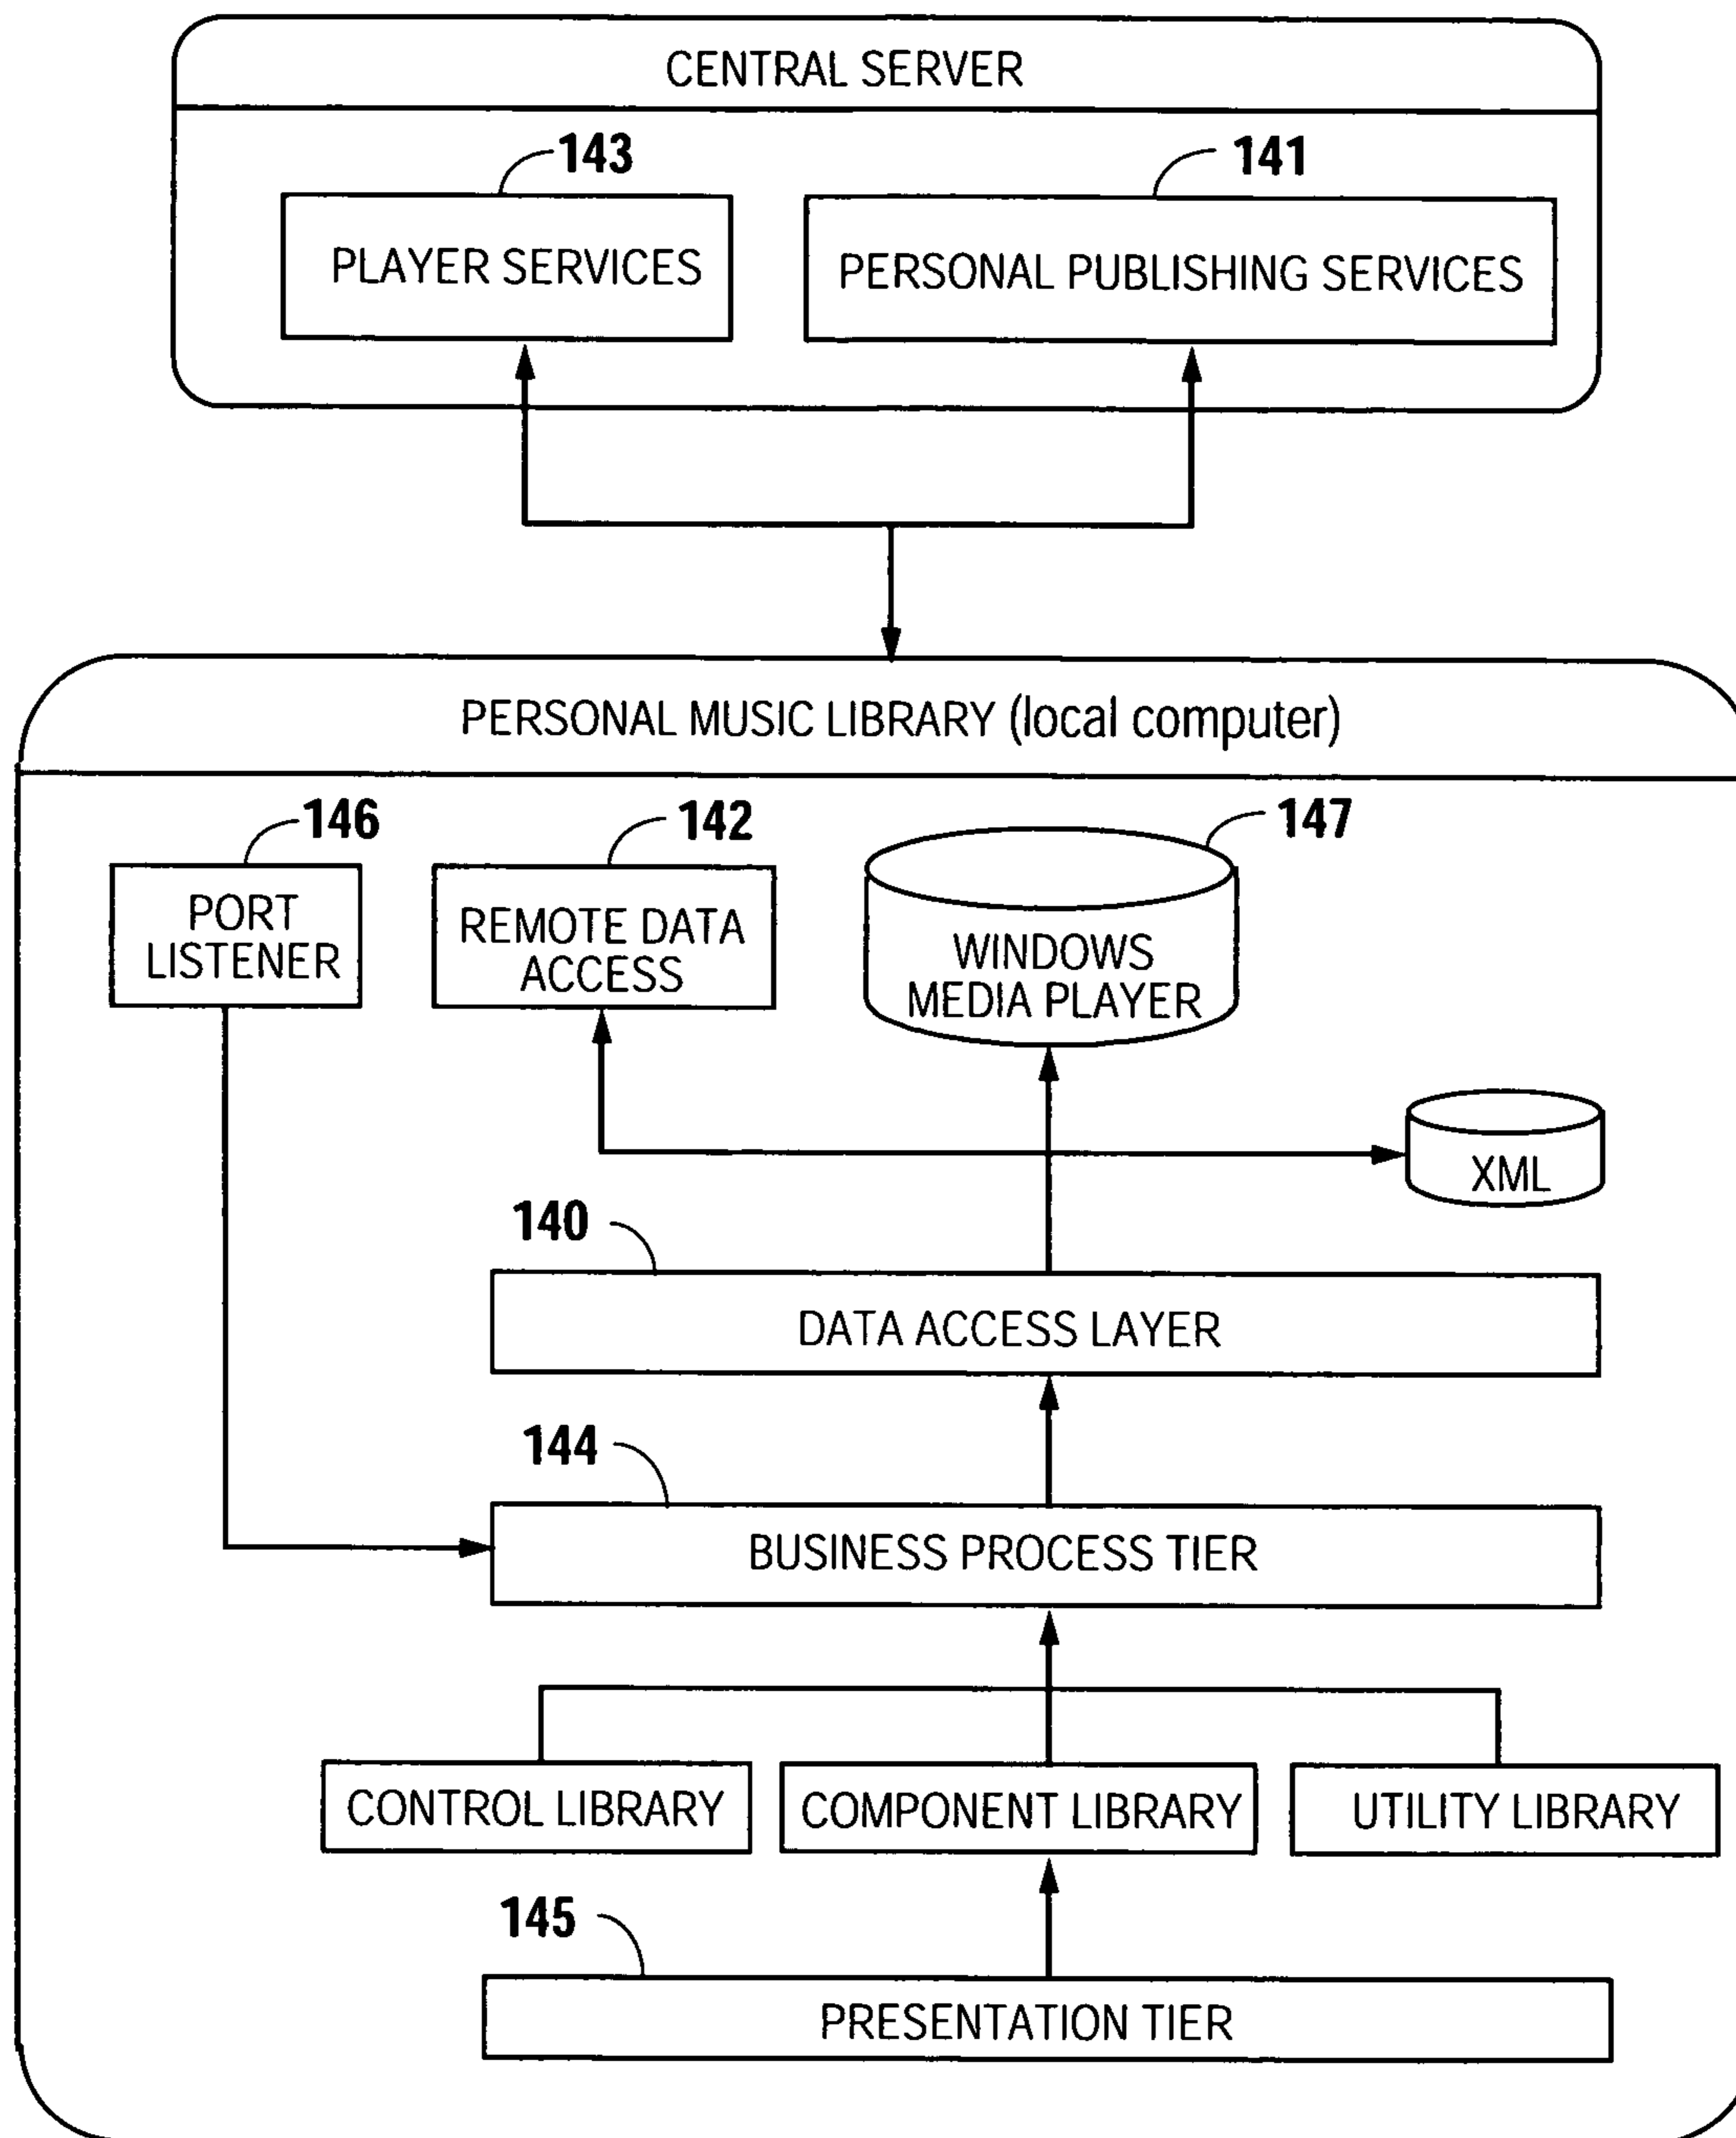 CENTRAL SERVER
143
141
PLAYER SERVICES
PERSONAL PUBLISHING SERVICES
PERSONAL MUSIC LIBRARY (local computer)
146
142
147
PORT
LISTENER
REMOTE DATA
ACCESS
WINDOWS
MEDIA PLAYER
XML
140
DATA ACCESS LAYER
144
BUSINESS PROCESS TIER
CONTROL LIBRARY
COMPONENT LIBRARY
UTILITY LIBRARY
145
PRESENTATION TIER